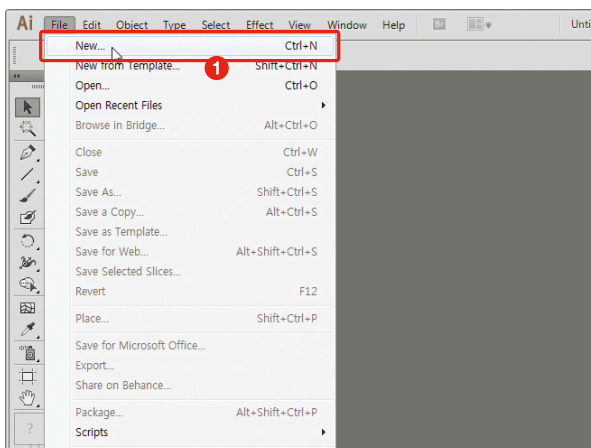 Ai File Edit Object Type Select Effect View Window Help Br Unti
New... Ctrl+N
1
New from Template... Shift+Ctrl+N
Open... Ctrl+O
Open Recent Files
Browse in Bridge... Alt+Ctrl+O
Close Ctrl+W
Save Ctrl+S
Save As... Shift+Ctrl+S
Save a Copy... Alt+Ctrl+S
Save as Template...
Save for Web... Alt+Shift+Ctrl+S
Save Selected Slices...
Revert F12
Place... Shift+Ctrl+P
Save for Microsoft Office...
Export...
Share on Behance...
Package... Alt+Shift+Ctrl+P
?
Scripts